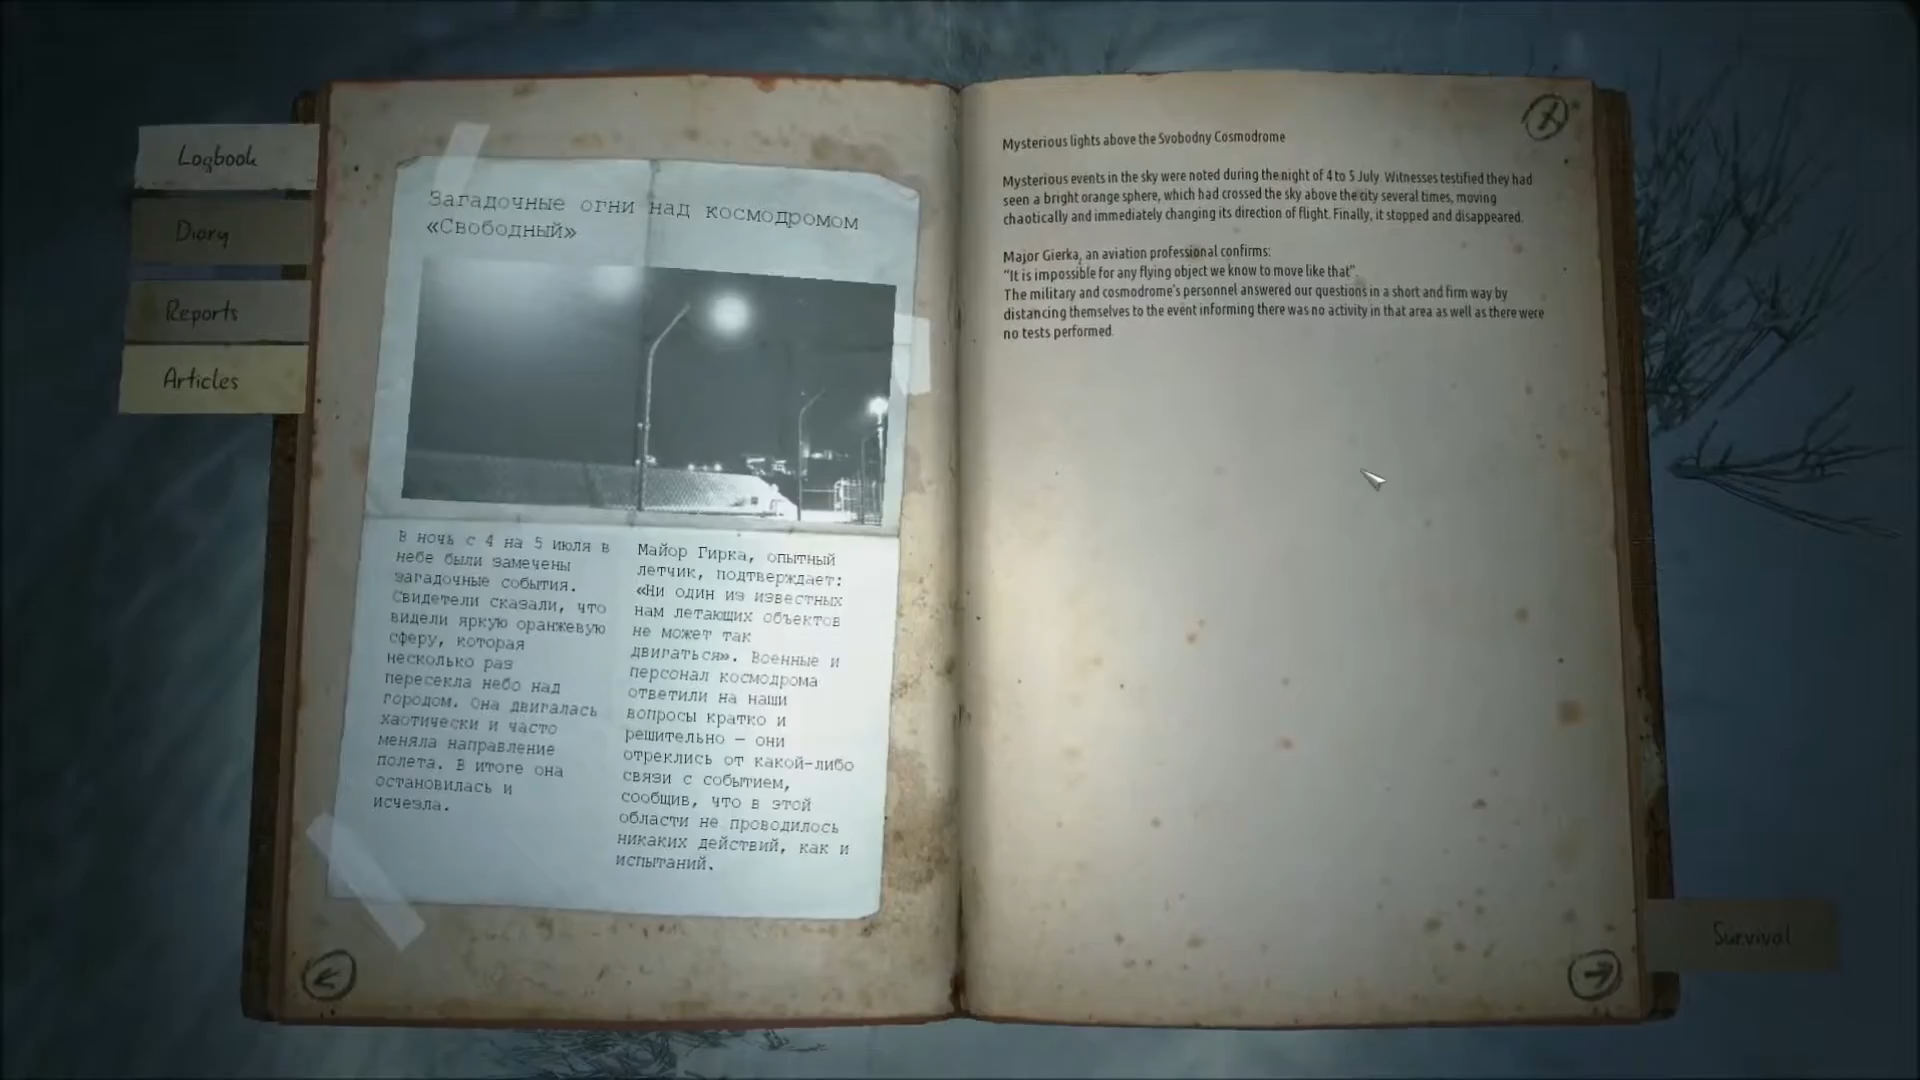 Logbook
Diary
Reports
Articles
Загадочные огни над космодромом
«Свободный»
В ночь с 4 на 5 июля в
небе были замечены
загадочные события.
Свидетели сказали, что
видели яркую оранжевую
сферу, которая
несколько раз
пересекла небо над
городом. Она двигалась
хаотически и часто
меняла направление
полета. В итоге она
остановилась и
исчезла.
Майор Гирка, опытный
летчик, подтверждает:
«Ни один из известных
нам летающих объектов
не может так
двигаться». Военные и
персонал космодрома
ответили на наши
вопросы кратко и
решительно – они
отреклись от какой-либо
связи с событием,
сообщив, что в этой
области не проводилось
никаких действий, как и
испытаний.
Mysterious lights above the Svobodny Cosmodrome
Mysterious events in the sky were noted during the night of 4 to 5 July. Witnesses testified they had
seen a bright orange sphere, which had crossed the sky above the city several times, moving
chaotically and immediately changing its direction of flight. Finally, it stopped and disappeared.
Major Gierka, an aviation professional confirms:
"It is impossible for any flying object we know to move like that".
The military and cosmodrome's personnel answered our questions in a short and firm way by
distancing themselves to the event informing there was no activity in that area as well as there were
no tests performed.
Survival